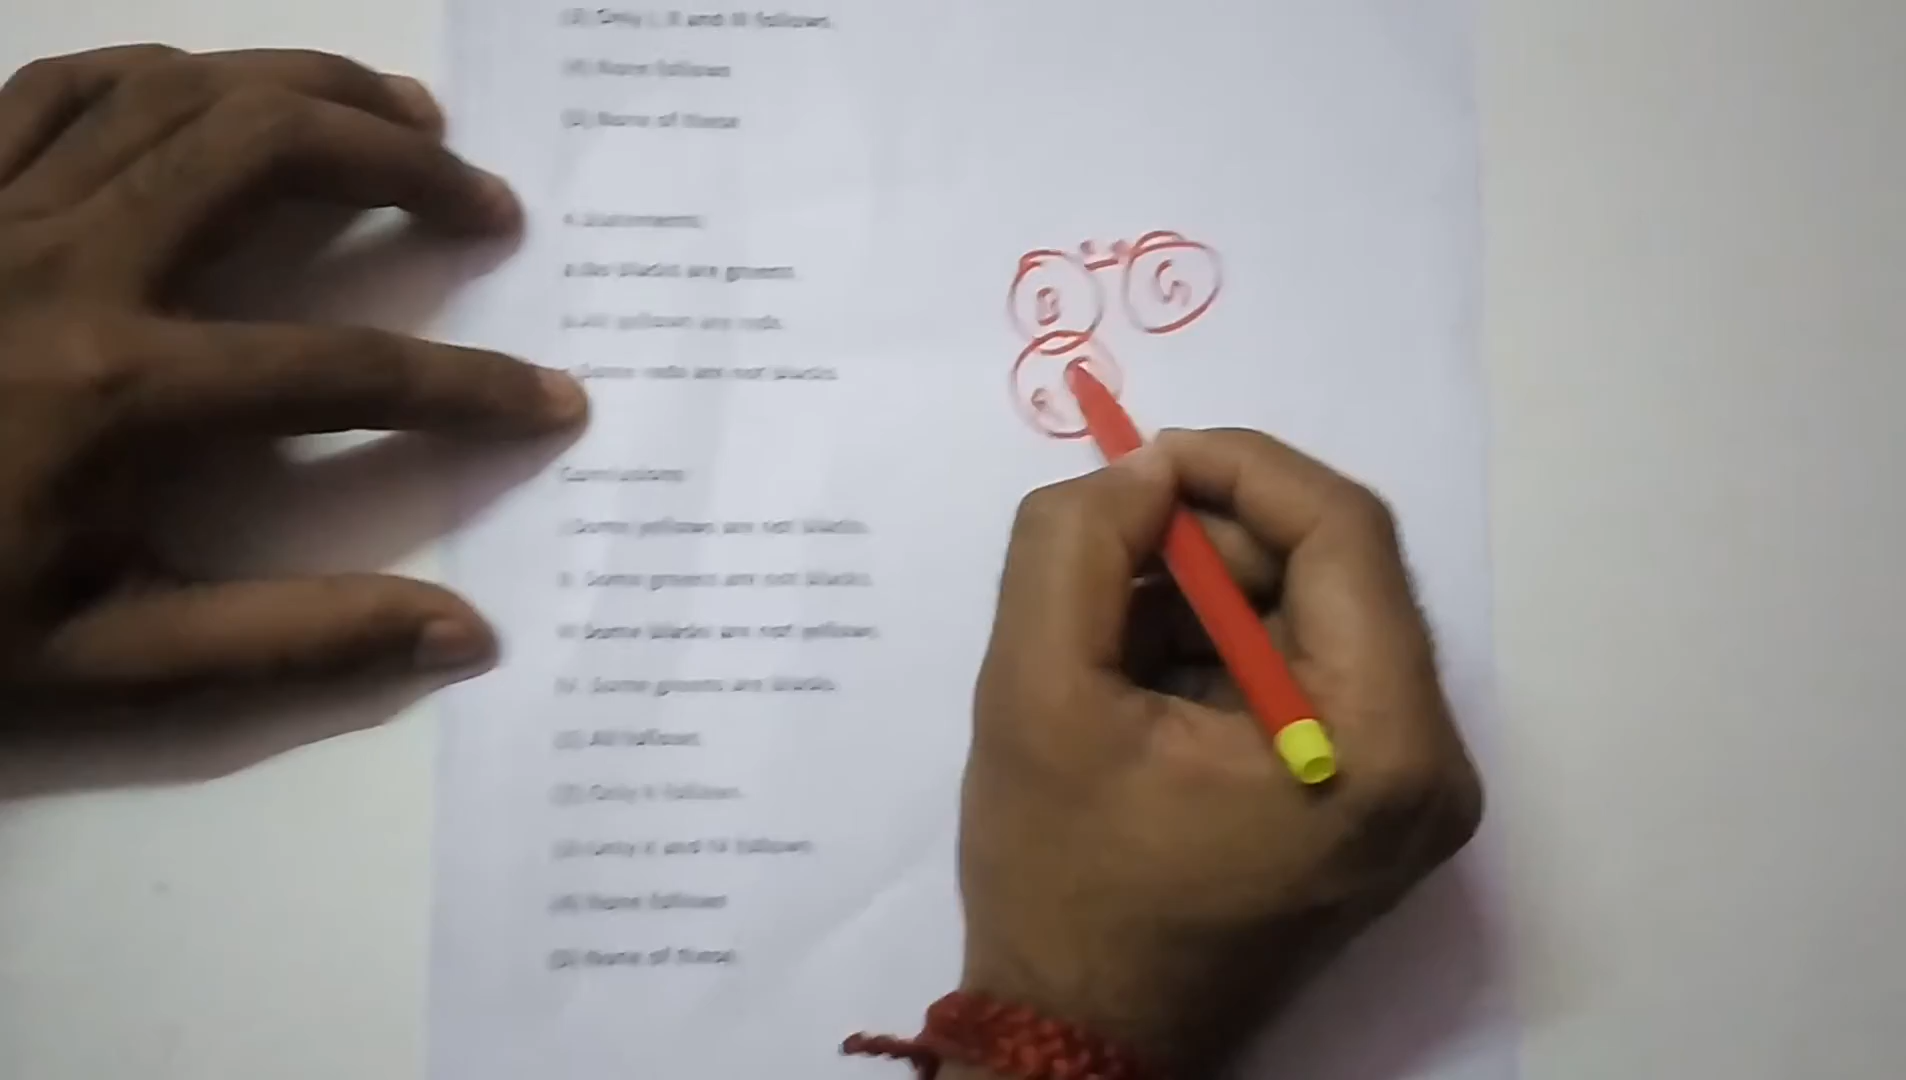 (3) Only I, II and III follows
(4) None follows
(5) None of these
4.Statements:
a.No blacks are greens.
b.All yellows are reds.
Some reds are not blacks.
Conclusions:
I.Some yellows are not blacks.
II. Some greens are not blacks.
III.Some blacks are not yellows.
IV. Some greens are blacks.
(1) All follows
(2) Only II follows
(3) Only II and IV follows
(4) None follows
(5) None of these
B G
R